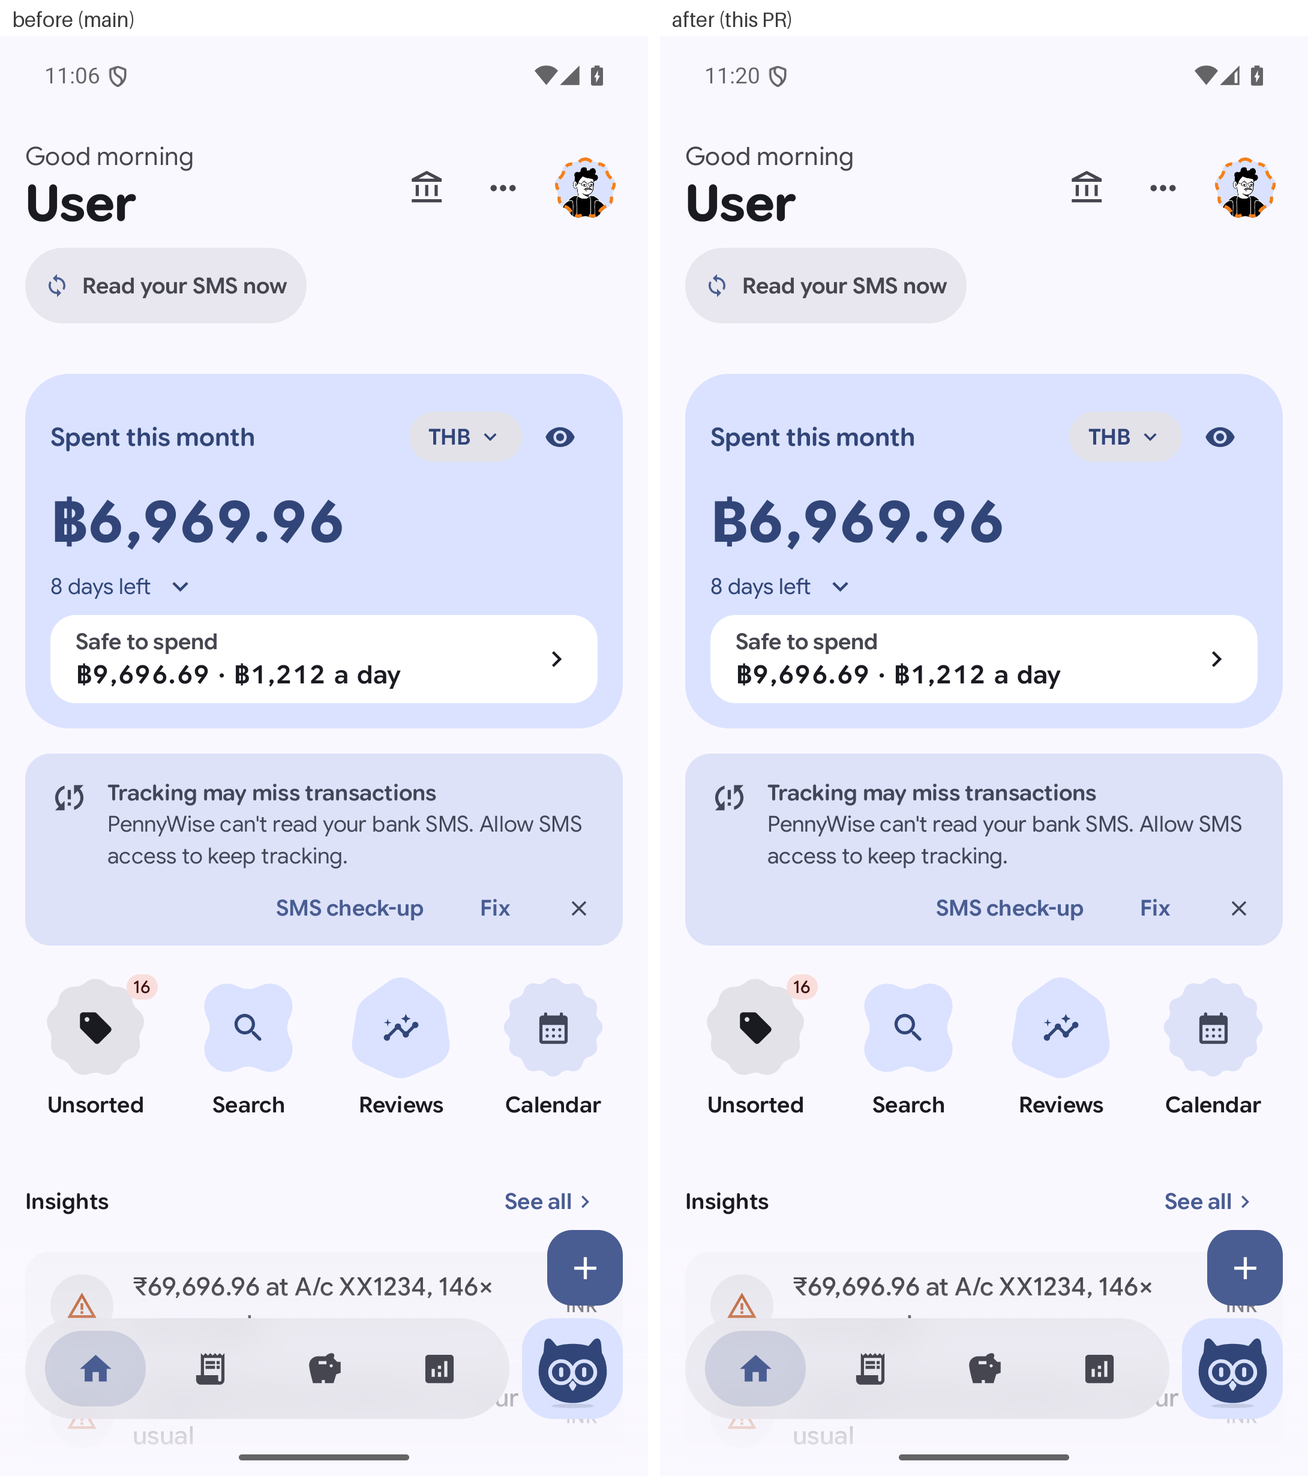 before (main)
11:06
Good morning
User
Read your SMS now
Spent this month
THB
฿6,969.96
8 days left
Safe to spend
฿9,696.69 · ฿1,212 a day
Tracking may miss transactions
PennyWise can't read your bank SMS. Allow SMS
access to keep tracking.
SMS check-up
Fix
16
Unsorted
Search
Reviews
Calendar
Insights
See all
₹69,696.96 at A/c XX1234, 146×
INR
ur
INR
usual
after (this PR)
11:20
Good morning
User
Read your SMS now
Spent this month
THB
฿6,969.96
8 days left
Safe to spend
฿9,696.69 · ฿1,212 a day
Tracking may miss transactions
PennyWise can't read your bank SMS. Allow SMS
access to keep tracking.
SMS check-up
Fix
16
Unsorted
Search
Reviews
Calendar
Insights
See all
₹69,696.96 at A/c XX1234, 146×
INR
ur
INR
usual